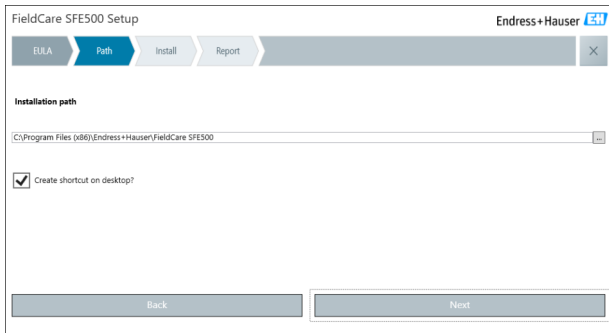 FieldCare SFE500 Setup
Endress+Hauser EH
EULA Path Install Report
Installation path
C:\Program Files (x86)\Endress+Hauser\FieldCare SFE500
...
Create shortcut on desktop?
Back Next